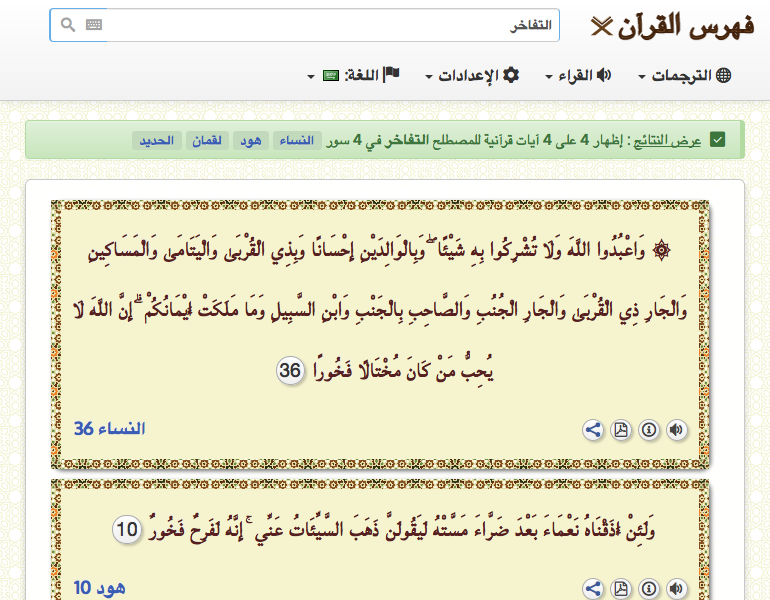 فهرس القرآن
التفاخر
الترجمات
القراء
الإعدادات
اللغة:
عرض النتائج : إظهار 4 على 4 آيات قرآنية للمصطلح التفاخر في 4 سور النساء هود لقمان الحديد
وَاعْبُدُوا اللَّهَ وَلَا تُشْرِكُوا بِهِ شَيْئًا ۖ وَبِالْوَالِدَيْنِ إِحْسَانًا وَبِذِي الْقُرْبَىٰ وَالْيَتَامَىٰ وَالْمَسَاكِينِ
وَالْجَارِ ذِي الْقُرْبَىٰ وَالْجَارِ الْجُنُبِ وَالصَّاحِبِ بِالْجَنْبِ وَابْنِ السَّبِيلِ وَمَا مَلَكَتْ أَيْمَانُكُمْ ۗ إِنَّ اللَّهَ لَا
يُحِبُّ مَنْ كَانَ مُخْتَالًا فَخُورًا 36
النساء 36
وَلَئِنْ أَذَقْنَاهُ نَعْمَاءَ بَعْدَ ضَرَّاءَ مَسَّتْهُ لَيَقُولَنَّ ذَهَبَ السَّيِّئَاتُ عَنِّي ۚ إِنَّهُ لَفَرِحٌ فَخُورٌ 10
هود 10